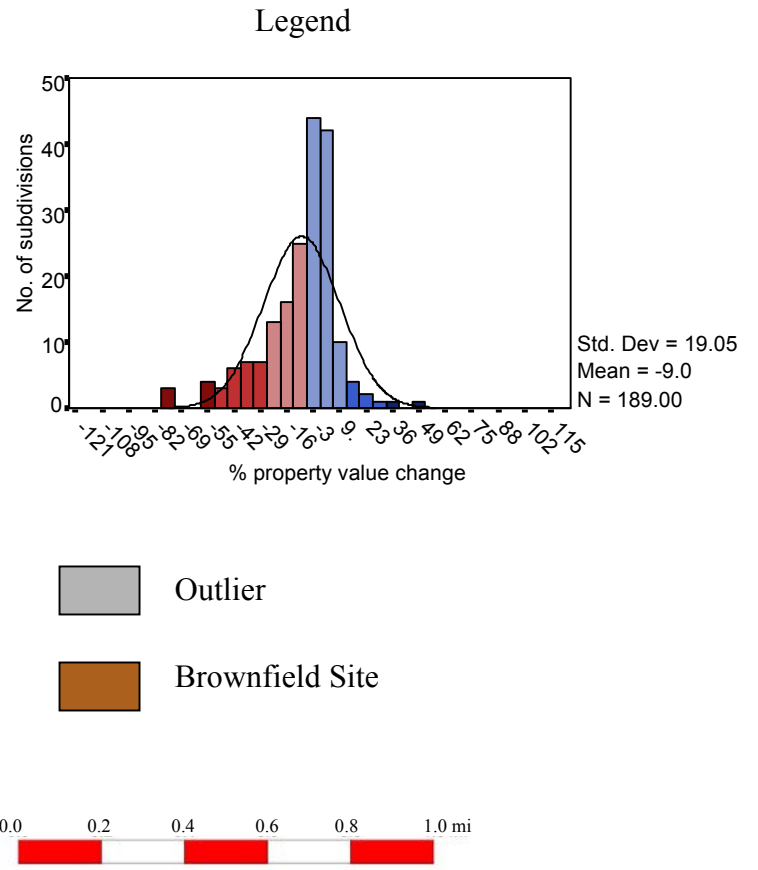 Legend
50
40
30
20
10
0
No. of subdivisions
-121 -108 -95 -82 -69 -55 -42 -29 -16 -3 9. 23 36 49 62 75 88 102 115
% property value change
Std. Dev = 19.05
Mean = -9.0
N = 189.00
Outlier
Brownfield Site
0.0 0.2 0.4 0.6 0.8 1.0 mi